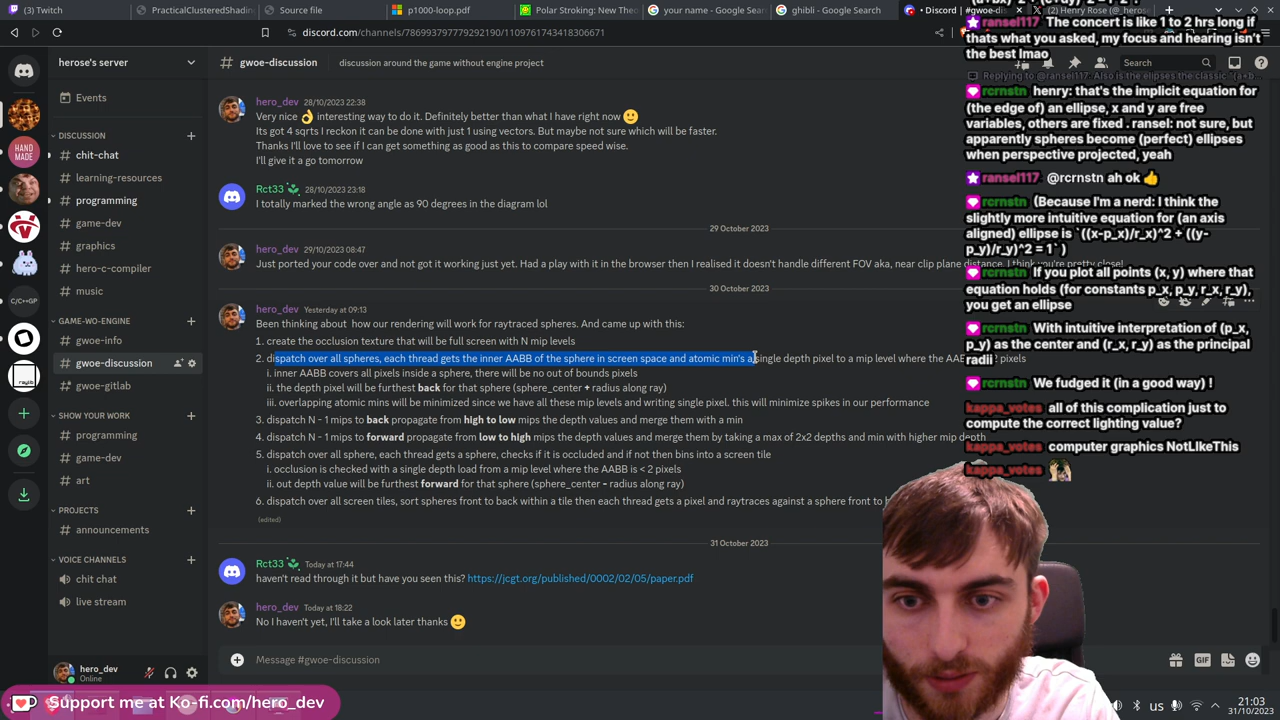 (1) Twitch
PracticalClusteredShadin
Source file
p1000-loop.pdf
Polar Stroking: New The
your name - Google Sear
ghibli - Google Search
• Discord | #gwoe-dis
(2) Henry Rose (@_heros
discord.com/channels/786993797779292190/1109761743418306671
herose's server
gwoe-discussion
discussion around the game without engine project
Search
Events
DISCUSSION
chit-chat
learning-resources
programming
game-dev
graphics
hero-c-compiler
music
GAME-WO-ENGINE
gwoe-info
gwoe-discussion
gwoe-gitlab
SHOW YOUR WORK
programming
game-dev
art
PROJECTS
announcements
VOICE CHANNELS
chit chat
live stream
hero_dev
Online
HAND MADE
C/C+GP
hero_dev 28/10/2023 22:38
interesting way to do it. Definitely better than what I have right now
sqrts I reckon it can be done with just 1 using vectors. But maybe not sure which will be faster.
Thanks I'll love to see if I can get something as good as this to compare speed wise.
I'll give it a go tomorrow
Rct33 28/10/2023 23:18
I totally marked the wrong angle as 90 degrees in the diagram lol
29 October 2023
hero_dev 29/10/2023 08:47
Just ported your code over and not got it working just yet. Had a play with it in the browser then I realised it doesn't handle different FOV aka, near clip plane distance. I think you're pretty close!
30 October 2023
hero_dev Yesterday at 09:13
Been thinking about how our rendering will work for raytraced spheres. And came up with this:
1. create the occlusion texture that will be full screen with N mip levels
2. dispatch over all spheres, each thread gets the inner AABB of the sphere in screen space and atomic min's a single depth pixel to a mip level where the AAB 2 pixels
i. inner AABB covers all pixels inside a sphere, there will be no out of bounds pixels
ii. the depth pixel will be furthest back for that sphere (sphere_center + radius along ray)
iii. overlapping atomic mins will be minimized since we have all these mip levels and writing single pixel. this will minimize spikes in our performance
3. dispatch N - 1 mips to back propagate from high to low mips the depth values and merge them with a min
4. dispatch N - 1 mips to forward propagate from low to high mips the depth values and merge them by taking a max of 2x2 depths and min with higher mip depth
5. dispatch over all sphere, each thread gets a sphere, checks if it is occluded and if not then bins into a screen tile
i. occlusion is checked with a single depth load from a mip level where the AABB is < 2 pixels
ii. our depth value will be furthest forward for that sphere (sphere_center - radius along ray)
6. dispatch over all screen tiles, sort spheres front to back within a tile then each thread gets a pixel and raytraces against a sphere front to b
(edited)
31 October 2023
Rct33 Today at 17:44
haven't read through it but have you seen this? https://jcgt.org/published/0002/02/05/paper.pdf
hero_dev Today at 18:22
No I haven't yet, I'll take a look later thanks
Message #gwoe-discussion
GIF
ransel117 The concert is like 1 to 2 hrs long if
thats what you asked, my focus and hearing isn't
the best lmao
Replying to @ransel117: Also is the elipses the classic "(a+b
rcrnstn henry: that's the implicit equation for
(the edge of) an ellipse, x and y are free
variables, others are fixed . ransel: not sure, but
apparently spheres become (perfect) ellipses
when perspective projected, yeah
ransel117 @rcrnstn ah ok 👍
rcrnstn (Because I'm a nerd: I think the
slightly more intuitive equation for (an axis
aligned) ellipse is `((x-p_x)/r_x)^2 + ((y-
p_y)/r_y)^2 = 1` )
rcrnstn If you plot all points (x, y) where that
equation holds (for constants p_x, p_y, r_x, r_y),
you get an ellipse
rcrnstn With intuitive interpretation of (p_x,
p_y) as the center and (r_x, r_y) as the principal
radii
rcrnstn We fudged it (in a good way) !
kappa_votes all of this complication just to
compute the correct lighting value?
kappa_votes computer graphics NotLikeThis
kappa_votes
Support me at Ko-fi.com/hero_dev
us
21:03
31/10/2023